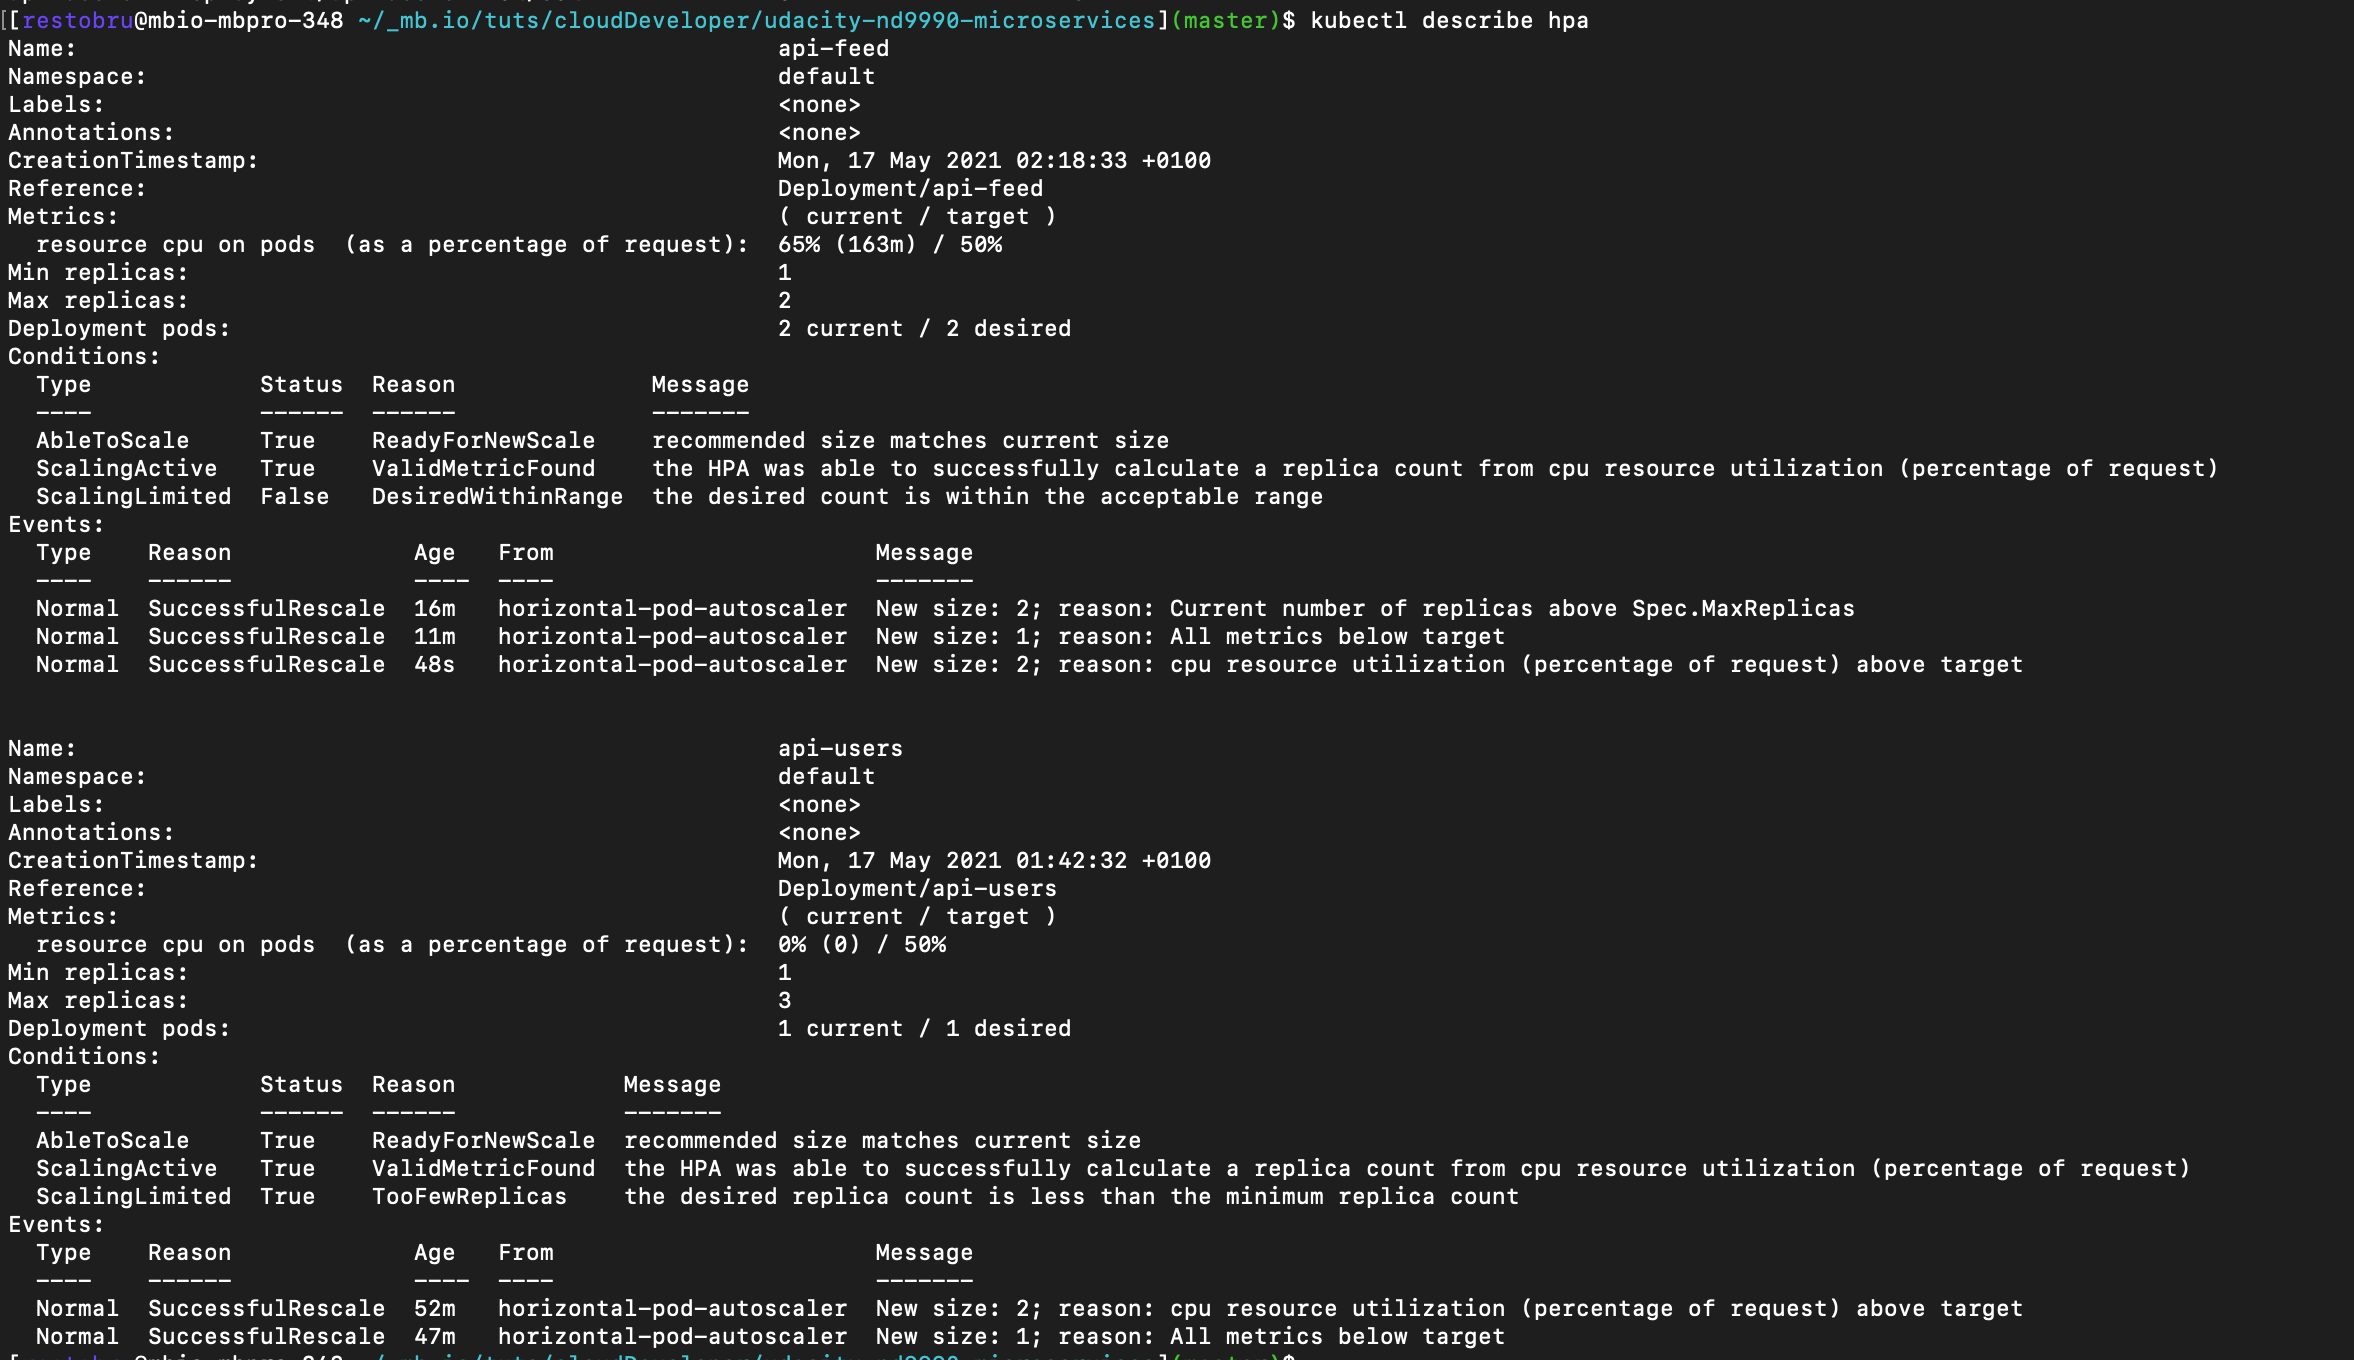 [[restobru@mbio-mbpro-348 ~/_mb.io/tuts/cloudDeveloper/udacity-nd9990-microservices](master)$ kubectl describe hpa
Name:                                                  api-feed
Namespace:                                             default
Labels:                                                <none>
Annotations:                                           <none>
CreationTimestamp:                                     Mon, 17 May 2021 02:18:33 +0100
Reference:                                             Deployment/api-feed
Metrics:                                               ( current / target )
  resource cpu on pods  (as a percentage of request):  65% (163m) / 50%
Min replicas:                                          1
Max replicas:                                          2
Deployment pods:                                       2 current / 2 desired
Conditions:
  Type            Status  Reason              Message
  ----            ------  ------              -------
  AbleToScale     True    ReadyForNewScale    recommended size matches current size
  ScalingActive   True    ValidMetricFound    the HPA was able to successfully calculate a replica count from cpu resource utilization (percentage of request)
  ScalingLimited  False   DesiredWithinRange  the desired count is within the acceptable range
Events:
  Type    Reason             Age   From                       Message
  ----    ------             ----  ----                       -------
  Normal  SuccessfulRescale  16m   horizontal-pod-autoscaler  New size: 2; reason: Current number of replicas above Spec.MaxReplicas
  Normal  SuccessfulRescale  11m   horizontal-pod-autoscaler  New size: 1; reason: All metrics below target
  Normal  SuccessfulRescale  48s   horizontal-pod-autoscaler  New size: 2; reason: cpu resource utilization (percentage of request) above target
Name:                                                  api-users
Namespace:                                             default
Labels:                                                <none>
Annotations:                                           <none>
CreationTimestamp:                                     Mon, 17 May 2021 01:42:32 +0100
Reference:                                             Deployment/api-users
Metrics:                                               ( current / target )
  resource cpu on pods  (as a percentage of request):  0% (0) / 50%
Min replicas:                                          1
Max replicas:                                          3
Deployment pods:                                       1 current / 1 desired
Conditions:
  Type            Status  Reason            Message
  ----            ------  ------            -------
  AbleToScale     True    ReadyForNewScale  recommended size matches current size
  ScalingActive   True    ValidMetricFound  the HPA was able to successfully calculate a replica count from cpu resource utilization (percentage of request)
  ScalingLimited  True    TooFewReplicas    the desired replica count is less than the minimum replica count
Events:
  Type    Reason             Age   From                       Message
  ----    ------             ----  ----                       -------
  Normal  SuccessfulRescale  52m   horizontal-pod-autoscaler  New size: 2; reason: cpu resource utilization (percentage of request) above target
  Normal  SuccessfulRescale  47m   horizontal-pod-autoscaler  New size: 1; reason: All metrics below target